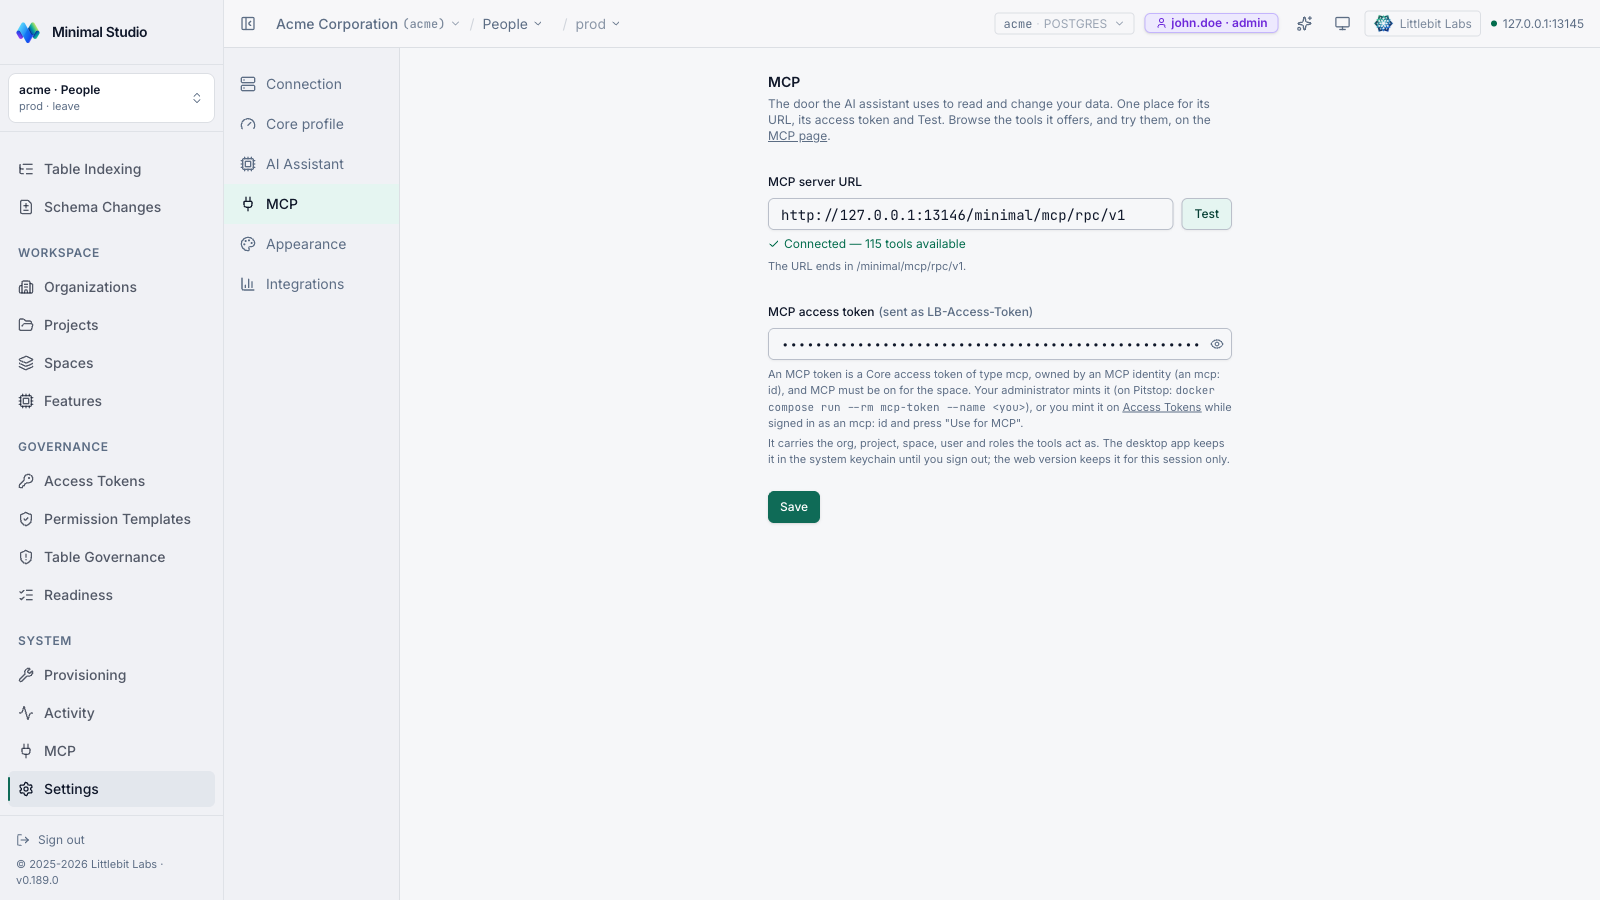 Minimal Studio
acme · People
prod · leave
Table Indexing
Schema Changes
WORKSPACE
Organizations
Projects
Spaces
Features
GOVERNANCE
Access Tokens
Permission Templates
Table Governance
Readiness
SYSTEM
Provisioning
Activity
MCP
Settings
Sign out
© 2025-2026 Littlebit Labs ·
v0.189.0
Acme Corporation (acme) / People / prod
acme · POSTGRES
john.doe · admin
Littlebit Labs
127.0.0.1:13145
Connection
Core profile
AI Assistant
MCP
Appearance
Integrations
MCP
The door the AI assistant uses to read and change your data. One place for its
URL, its access token and Test. Browse the tools it offers, and try them, on the
MCP page.
MCP server URL
http://127.0.0.1:13146/minimal/mcp/rpc/v1
Test
✓ Connected — 115 tools available
The URL ends in /minimal/mcp/rpc/v1.
MCP access token (sent as LB-Access-Token)
An MCP token is a Core access token of type mcp, owned by an MCP identity (an mcp:
id), and MCP must be on for the space. Your administrator mints it (on Pitstop: docker
compose run --rm mcp-token --name <you>), or you mint it on Access Tokens while
signed in as an mcp: id and press "Use for MCP".
It carries the org, project, space, user and roles the tools act as. The desktop app keeps
it in the system keychain until you sign out; the web version keeps it for this session only.
Save